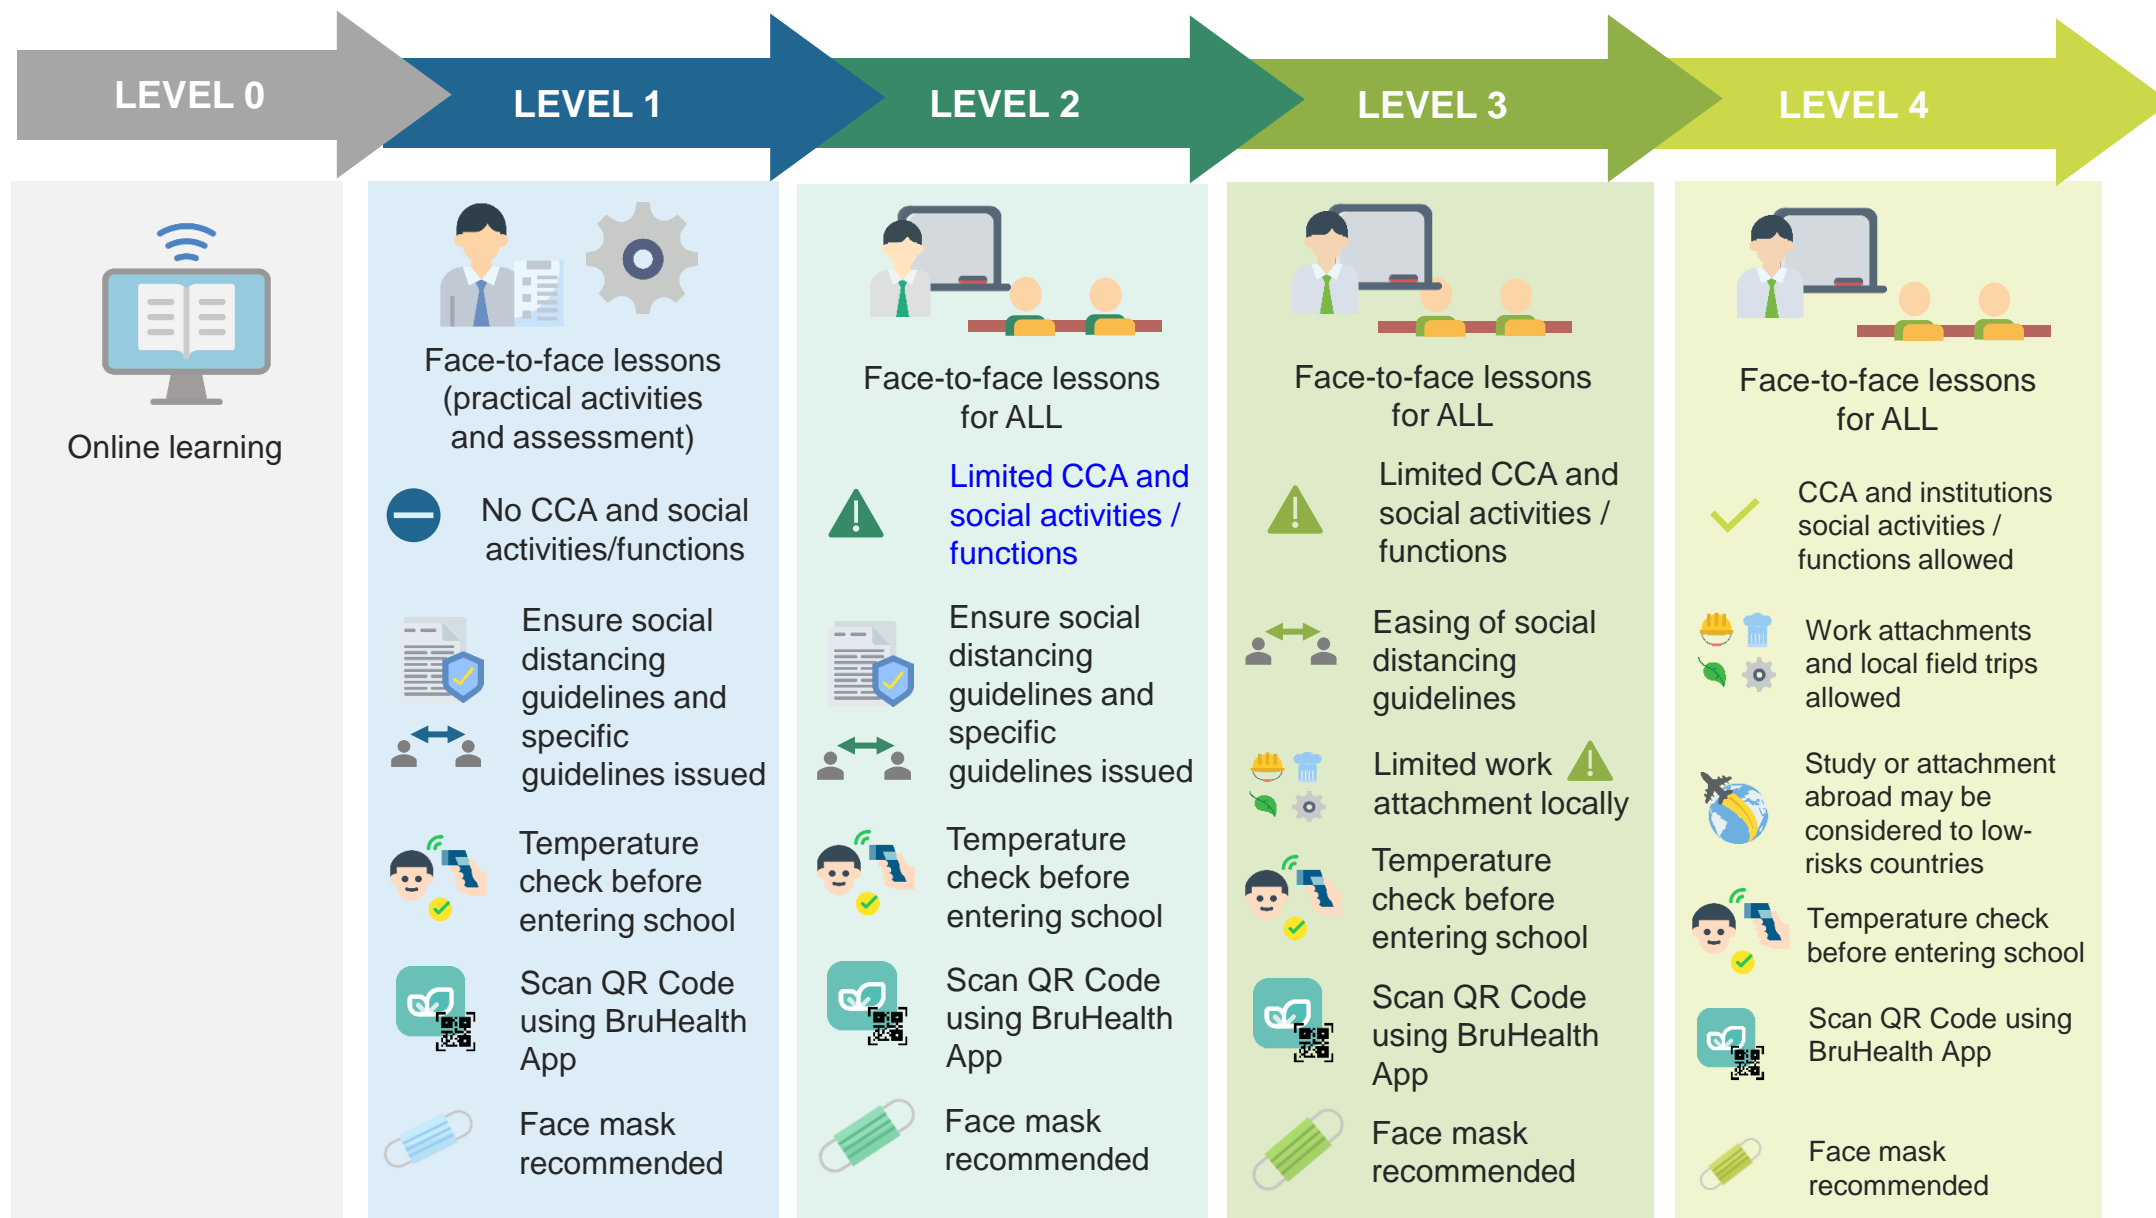 LEVEL 0
LEVEL 1
LEVEL 2
LEVEL 3
LEVEL 4
Online learning
Face-to-face lessons
(practical activities
and assessment)
No CCA and social
activities/functions
Ensure social
distancing
guidelines and
specific
guidelines issued
Temperature
check before
entering school
Scan QR Code
using BruHealth
App
Face mask
recommended
Face-to-face lessons
for ALL
Limited CCA and
social activities /
functions
Ensure social
distancing
guidelines and
specific
guidelines issued
Temperature
check before
entering school
Scan QR Code
using BruHealth
App
Face mask
recommended
Face-to-face lessons
for ALL
Limited CCA and
social activities /
functions
Easing of social
distancing
guidelines
Limited work
attachment locally
Temperature
check before
entering school
Scan QR Code
using BruHealth
App
Face mask
recommended
Face-to-face lessons
for ALL
CCA and institutions
social activities /
functions allowed
Work attachments
and local field trips
allowed
Study or attachment
abroad may be
considered to low-
risks countries
Temperature check
before entering school
Scan QR Code using
BruHealth App
Face mask
recommended